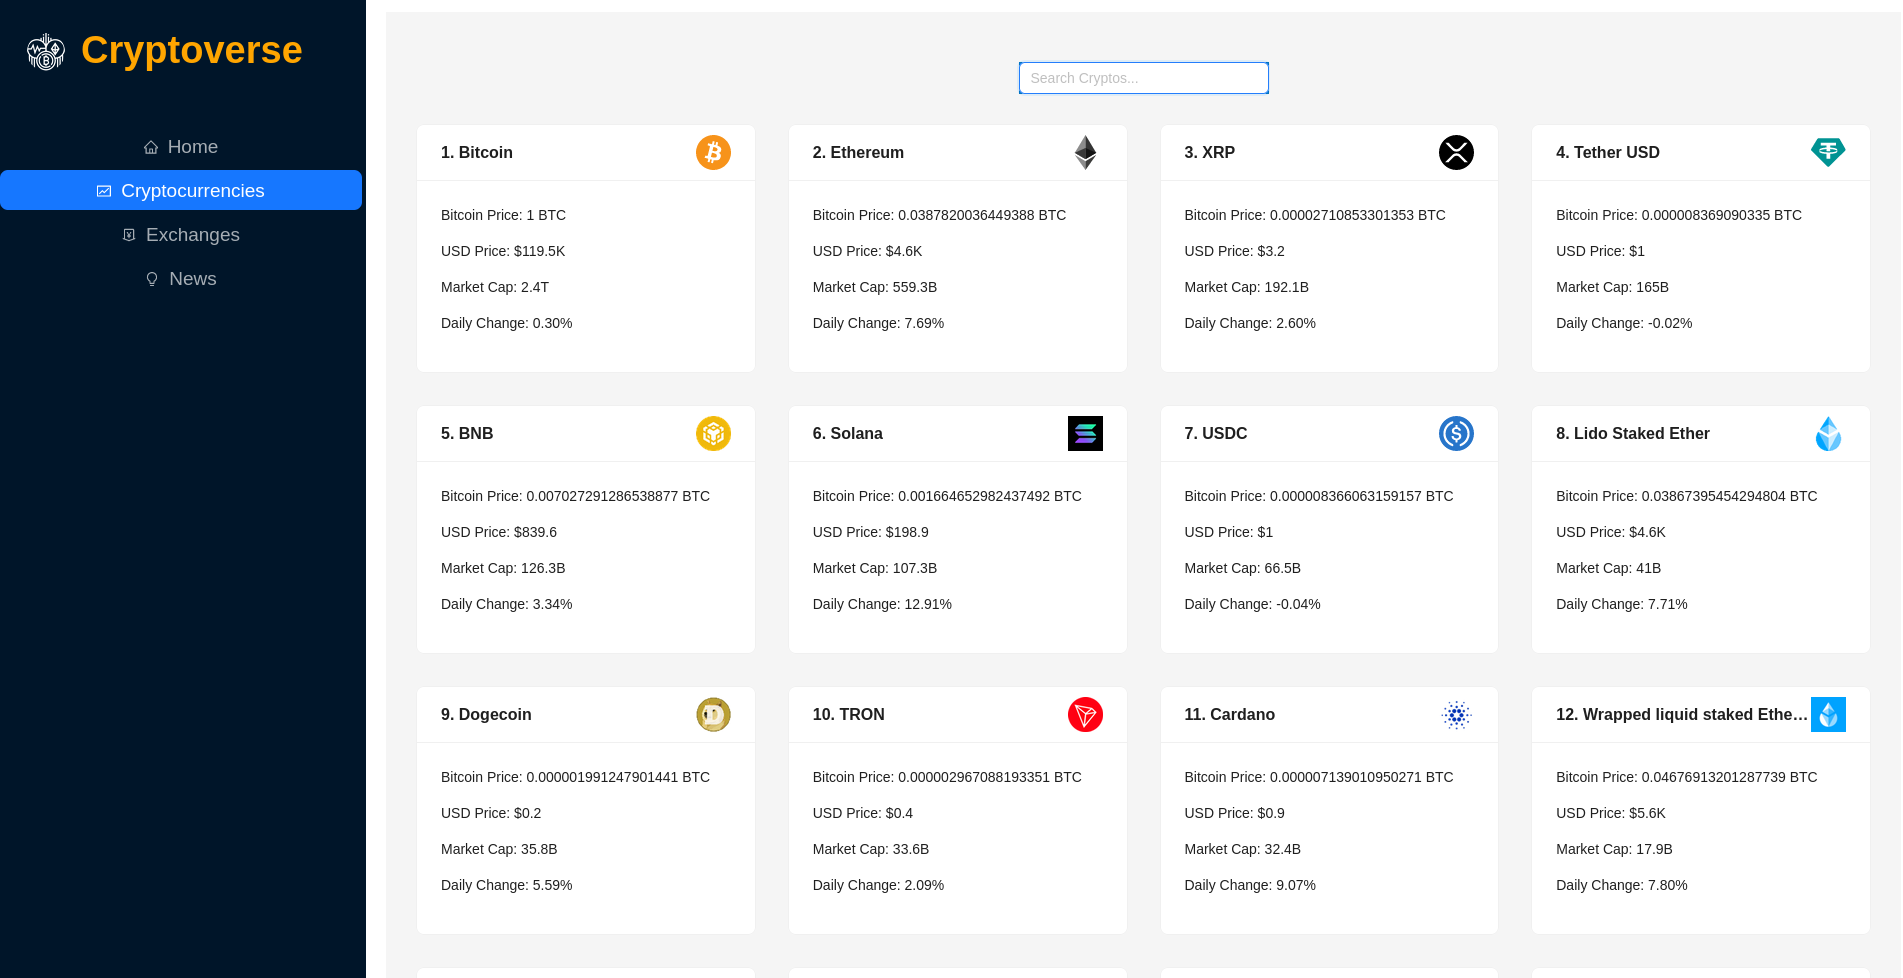 Cryptoverse
Home
Cryptocurrencies
Exchanges
News
Search Cryptos...
1. Bitcoin
Bitcoin Price: 1 BTC
USD Price: $119.5K
Market Cap: 2.4T
Daily Change: 0.30%
2. Ethereum
Bitcoin Price: 0.0387820036449388 BTC
USD Price: $4.6K
Market Cap: 559.3B
Daily Change: 7.69%
3. XRP
Bitcoin Price: 0.00002710853301353 BTC
USD Price: $3.2
Market Cap: 192.1B
Daily Change: 2.60%
4. Tether USD
Bitcoin Price: 0.000008369090335 BTC
USD Price: $1
Market Cap: 165B
Daily Change: -0.02%
5. BNB
Bitcoin Price: 0.007027291286538877 BTC
USD Price: $839.6
Market Cap: 126.3B
Daily Change: 3.34%
6. Solana
Bitcoin Price: 0.001664652982437492 BTC
USD Price: $198.9
Market Cap: 107.3B
Daily Change: 12.91%
7. USDC
Bitcoin Price: 0.000008366063159157 BTC
USD Price: $1
Market Cap: 66.5B
Daily Change: -0.04%
8. Lido Staked Ether
Bitcoin Price: 0.03867395454294804 BTC
USD Price: $4.6K
Market Cap: 41B
Daily Change: 7.71%
9. Dogecoin
Bitcoin Price: 0.000001991247901441 BTC
USD Price: $0.2
Market Cap: 35.8B
Daily Change: 5.59%
10. TRON
Bitcoin Price: 0.000002967088193351 BTC
USD Price: $0.4
Market Cap: 33.6B
Daily Change: 2.09%
11. Cardano
Bitcoin Price: 0.000007139010950271 BTC
USD Price: $0.9
Market Cap: 32.4B
Daily Change: 9.07%
12. Wrapped liquid staked Ethe…
Bitcoin Price: 0.04676913201287739 BTC
USD Price: $5.6K
Market Cap: 17.9B
Daily Change: 7.80%